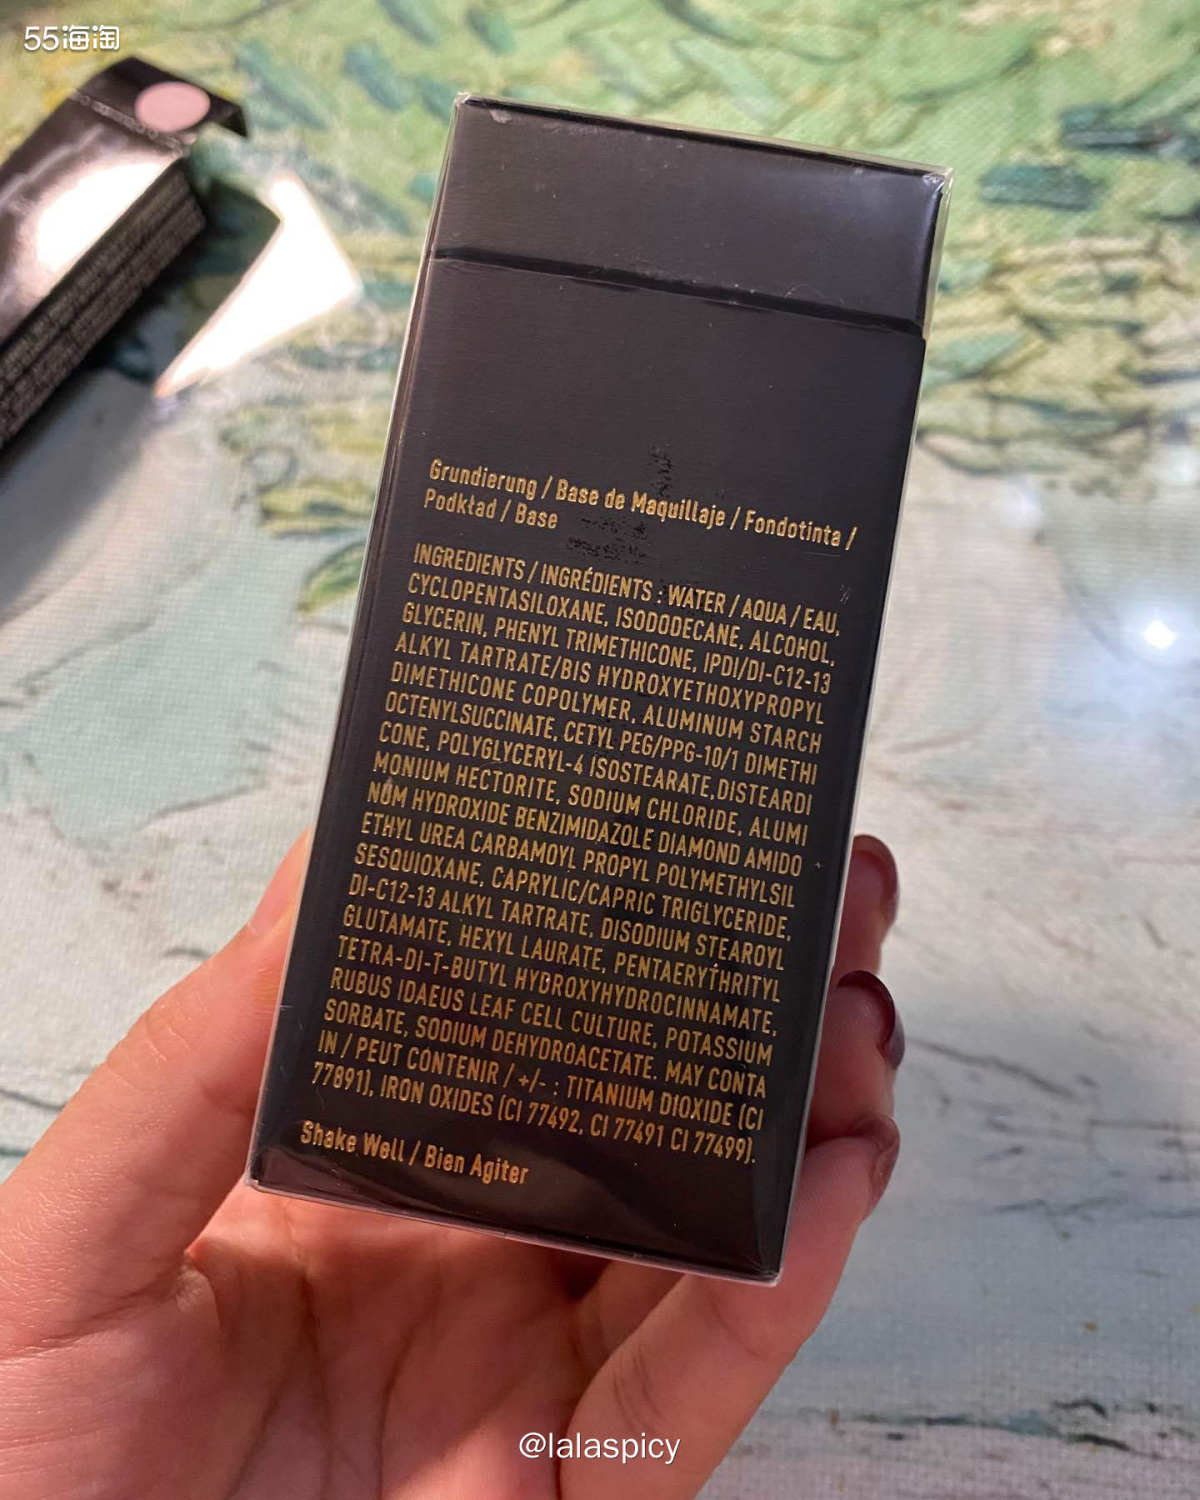 55海淘
Grundierung / Base de Maquillaje / Fondotinta /
Podkład / Base
INGREDIENTS / INGRÉDIENTS : WATER / AQUA / EAU,
CYCLOPENTASILOXANE, ISODODECANE, ALCOHOL,
GLYCERIN, PHENYL TRIMETHICONE, IPDI/DI-C12-13
ALKYL TARTRATE/BIS HYDROXYETHOXYPROPYL
DIMETHICONE COPOLYMER, ALUMINUM STARCH
OCTENYLSUCCINATE, CETYL PEG/PPG-10/1 DIMETHI
CONE, POLYGLYCERYL-4 ISOSTEARATE,DISTEARDI
MONIUM HECTORITE, SODIUM CHLORIDE, ALUMI
NUM HYDROXIDE BENZIMIDAZOLE DIAMOND AMIDO
ETHYL UREA CARBAMOYL PROPYL POLYMETHYLSIL
SESQUIOXANE, CAPRYLIC/CAPRIC TRIGLYCERIDE,
DI-C12-13 ALKYL TARTRATE, DISODIUM STEAROYL
GLUTAMATE, HEXYL LAURATE, PENTAERYTHRITYL
TETRA-DI-T-BUTYL HYDROXYHYDROCINNAMATE,
RUBUS IDAEUS LEAF CELL CULTURE, POTASSIUM
SORBATE, SODIUM DEHYDROACETATE. MAY CONTA
IN / PEUT CONTENIR / +/- : TITANIUM D1OXIDE (CI
77891), IRON OXIDES (CI 77492, CI 77491 CI 77499).
Shake Well / Bien Agiter
@lalaspicy